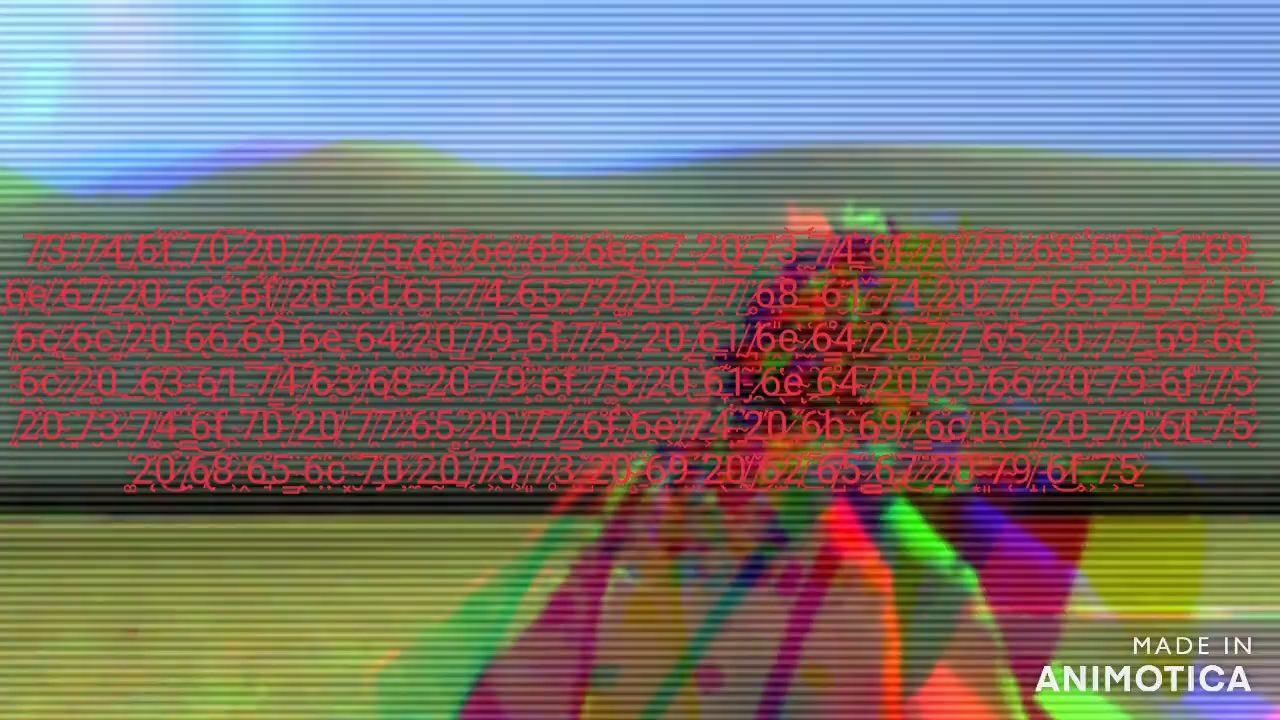 73 74 6f 70 20 72 75 6e 6e 69 6e 67 20 73 74 6f 70 20 68 69 64 69
6e 67 20 6e 6f 20 6d 61 74 65 72 20 77 68 61 74 20 77 65 20 77 69
6c 6c 20 66 69 6e 64 20 79 6f 75 20 61 6e 64 20 77 65 20 77 69 6c
6c 20 63 61 74 63 68 20 79 6f 75 20 61 6e 64 20 69 66 20 79 6f 75
20 73 74 6f 70 20 77 65 20 77 6f 6e 74 20 6b 69 6c 6c 20 79 6f 75
20 68 65 6c 70 20 75 73 20 69 20 62 65 67 20 79 6f 75
MADE IN
ANIMOTICA